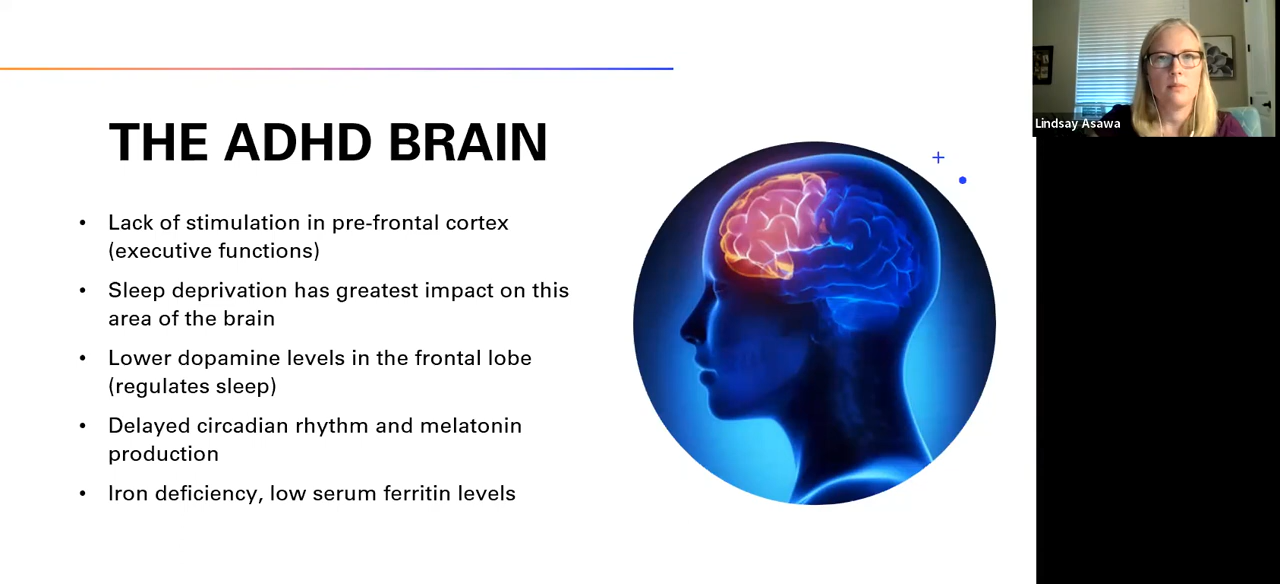 THE ADHD BRAIN
• Lack of stimulation in pre-frontal cortex
(executive functions)
• Sleep deprivation has greatest impact on this
area of the brain
• Lower dopamine levels in the frontal lobe
(regulates sleep)
• Delayed circadian rhythm and melatonin
production
• Iron deficiency, low serum ferritin levels
Lindsay Asawa